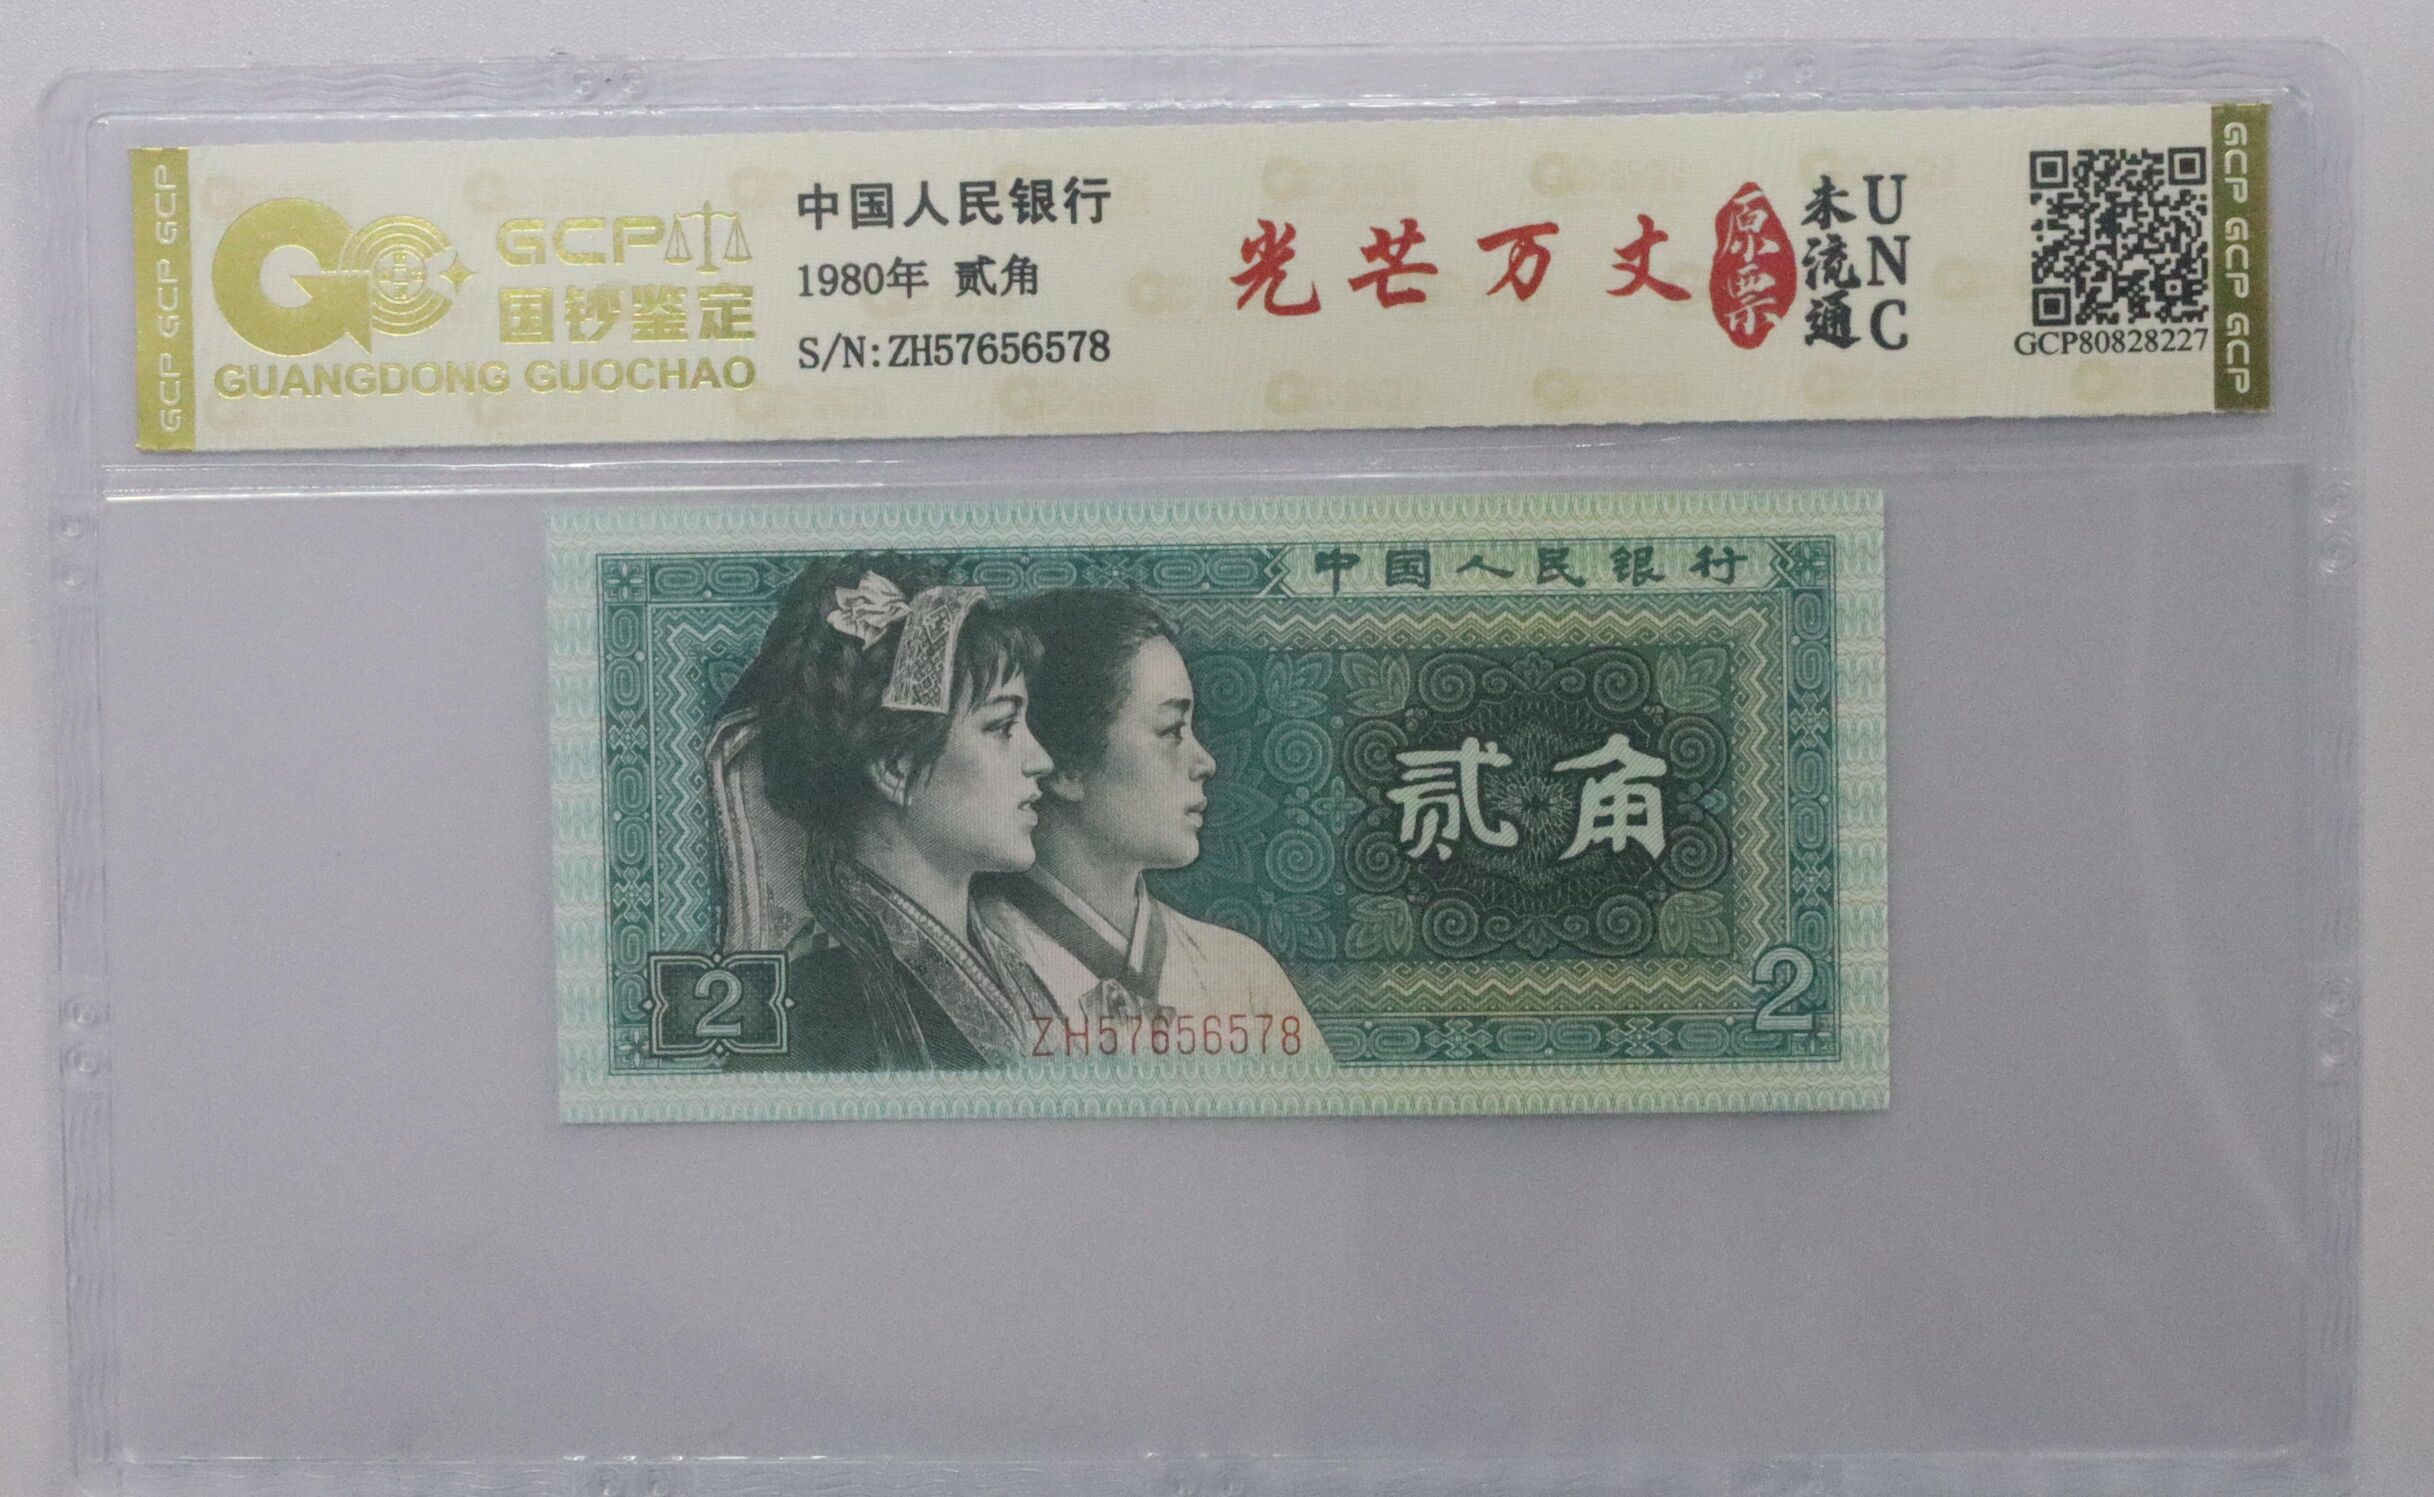 GCP GCP GCP
GCP
国钞鉴定
GUANGDONG GUOCHAO
中国人民银行
1980年 贰角
S/N:ZH57656578
光芒万丈
原票
未流通
UNC
GCP80828227
GCP GCP GCP
中国人民银行
贰角
2
ZH57656578
2